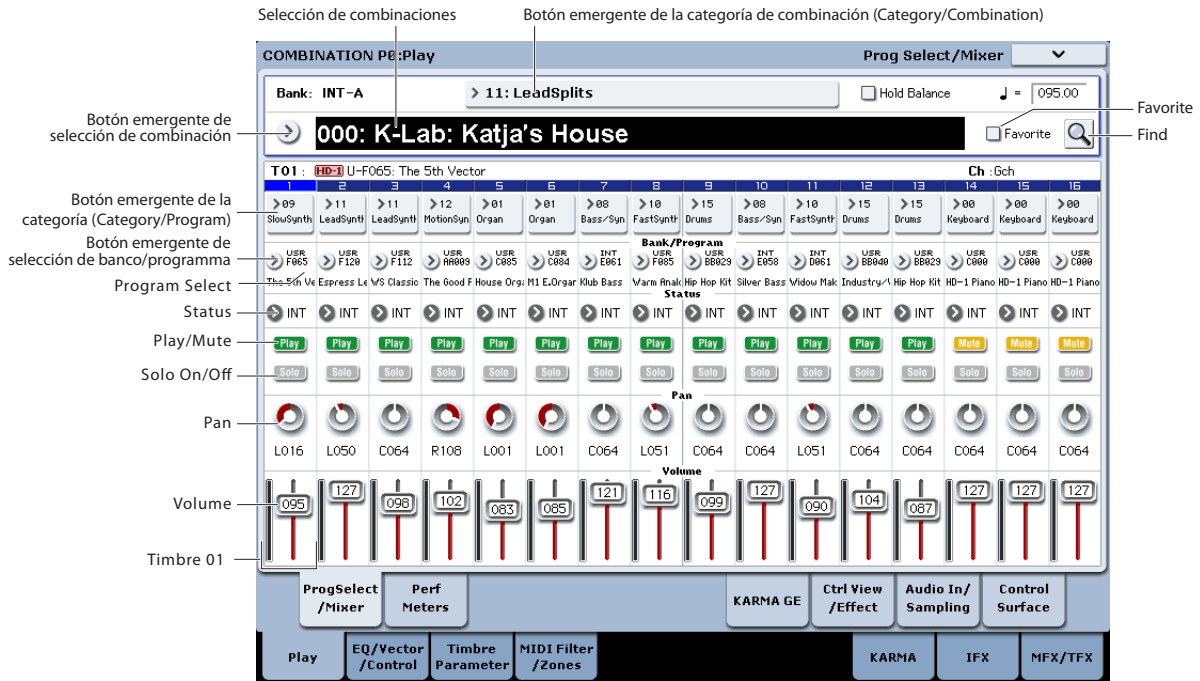 Selección de combinaciones
Botón emergente de la categoría de combinación (Category/Combination)
COMBINATION P0:Play
Prog Select/Mixer
Bank: INT-A
> 11: LeadSplits
Hold Balance
♩ = 095.00
Botón emergente de
selección de combinación
000: K-Lab: Katja's House
Favorite
Favorite
Find
T01 : HD-1 U-F065: The 5th Vector
Ch :Gch
1 2 3 4 5 6 7 8 9 10 11 12 13 14 15 16
Botón emergente de la
categoría (Category/Program)
>09 >11 >11 >12 >01 >01 >08 >10 >15 >08 >10 >15 >15 >00 >00 >00
SlowSynth LeadSynth LeadSynth MotionSyn Organ Organ Bass/Syn FastSynth Drums Bass/Syn FastSynth Drums Drums Keyboard Keyboard Keyboard
Bank/Program
Botón emergente de
selección de banco/programma
USR USR USR USR USR USR INT USR USR INT INT USR USR USR USR USR
F065 F120 F112 AA009 C085 C084 E061 F085 BB029 E058 D061 BB040 BB029 C000 C000 C000
Program Select
The 5th Ve Espress Le WS Classic The Good F House Orga M1 E.Organ Klub Bass Warm Anak Hip Hop Kit Silver Bass Widow Mak Industry/V Hip Hop Kit HD-1 Piano HD-1 Piano HD-1 Piano
Status
Status
INT INT INT INT INT INT INT INT INT INT INT INT INT INT INT INT
Play/Mute
Play Play Play Play Play Play Play Play Play Play Play Play Play Mute Mute Mute
Solo On/Off
Solo Solo Solo Solo Solo Solo Solo Solo Solo Solo Solo Solo Solo Solo Solo Solo
Pan
Pan
L016 L050 C064 R108 L001 L001 C064 L051 C064 C064 L051 C064 C064 C064 C064 C064
Volume
Volume
095 127 098 102 083 085 121 116 099 127 090 104 087 127 127 127
Timbre 01
ProgSelect
/Mixer
Perf
Meters
KARMA GE
Ctrl View
/Effect
Audio In/
Sampling
Control
Surface
Play
EQ/Vector
/Control
Timbre
Parameter
MIDI Filter
/Zones
KARMA
IFX
MFX/TFX